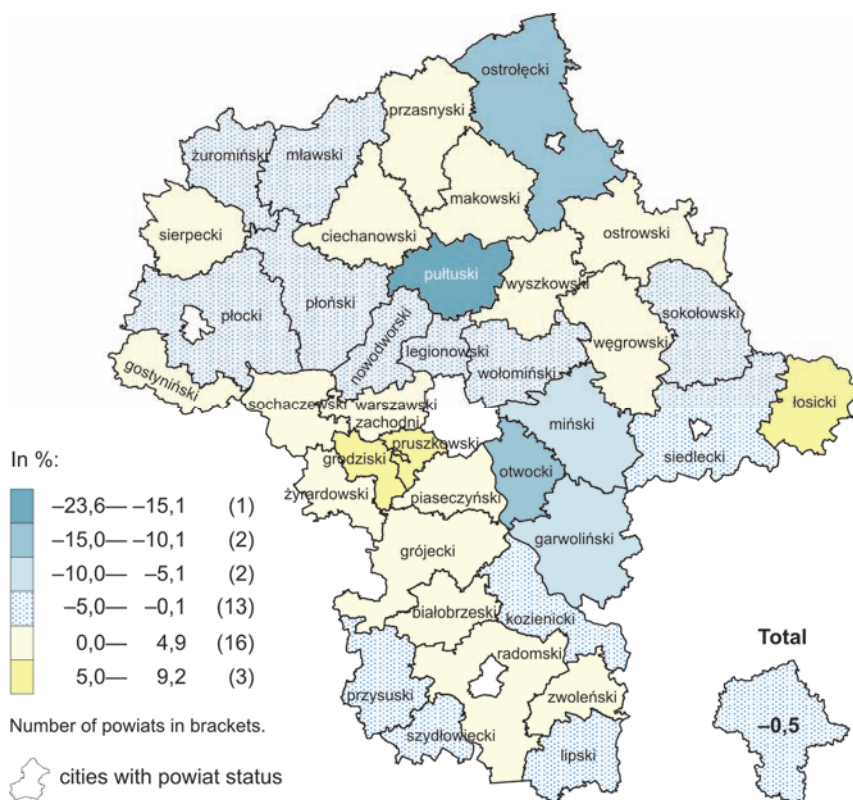 ostrołęcki
przasnyski
żuromiński
mławski
makowski
sierpecki
ciechanowski
ostrowski
pułtuski
wyszkowski
płocki
płoński
sokołowski
nowodworski
legionowski
węgrowski
wołomiński
gostyniński
sochaczewski
warszawski
zachodni
miński
łosicki
pruszkowski
grodziski
otwocki
siedlecki
żyrardowski
piaseczyński
garwoliński
grójecki
białobrzeski
kozienicki
radomski
przysuski
zwoleński
szydłowiecki
lipski
In %:
–23,6— –15,1 (1)
–15,0— –10,1 (2)
–10,0— –5,1 (2)
–5,0— –0,1 (13)
0,0— 4,9 (16)
5,0— 9,2 (3)
Number of powiats in brackets.
cities with powiat status
Total
–0,5